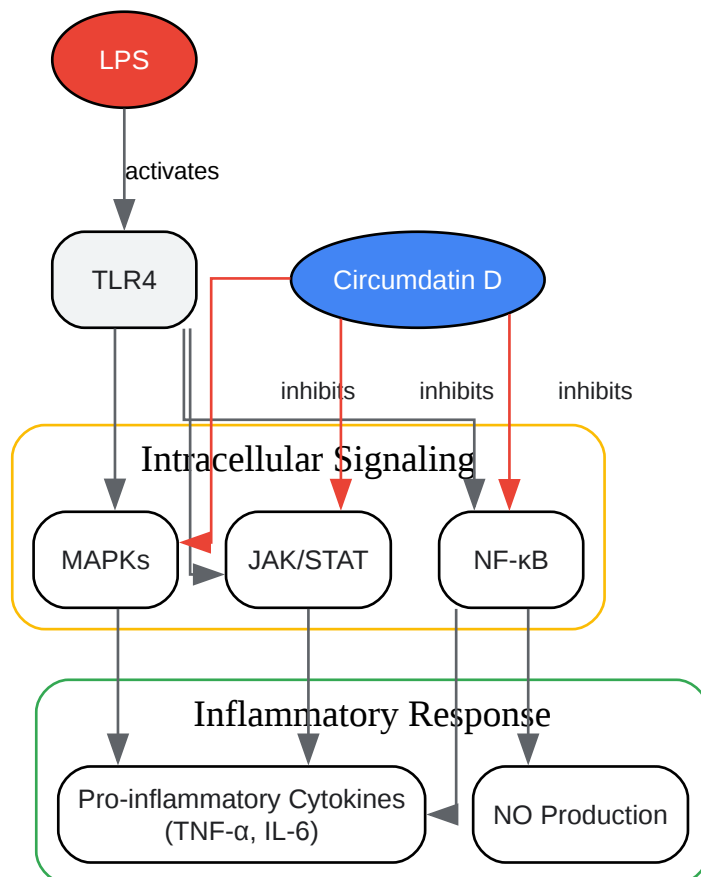 LPS
activates
TLR4
Circumdatin D
inhibits
inhibits
inhibits
Intracellular Signaling
MAPKs
JAK/STAT
NF-κB
Inflammatory Response
Pro-inflammatory Cytokines
(TNF-α, IL-6)
NO Production